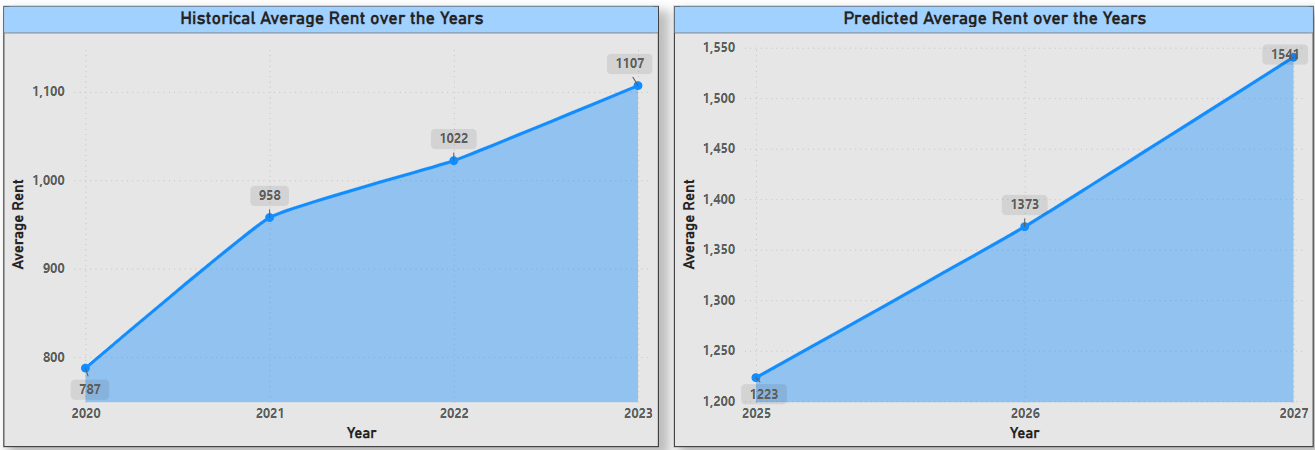 Historical Average Rent over the Years
1107
1,100
1022
1,000
958
900
800
787
Average Rent
2020 2021 2022 2023
Year
Predicted Average Rent over the Years
1,550
1541
1,500
1,450
1,400
1373
1,350
1,300
1,250
1223
1,200
Average Rent
2025 2026 2027
Year